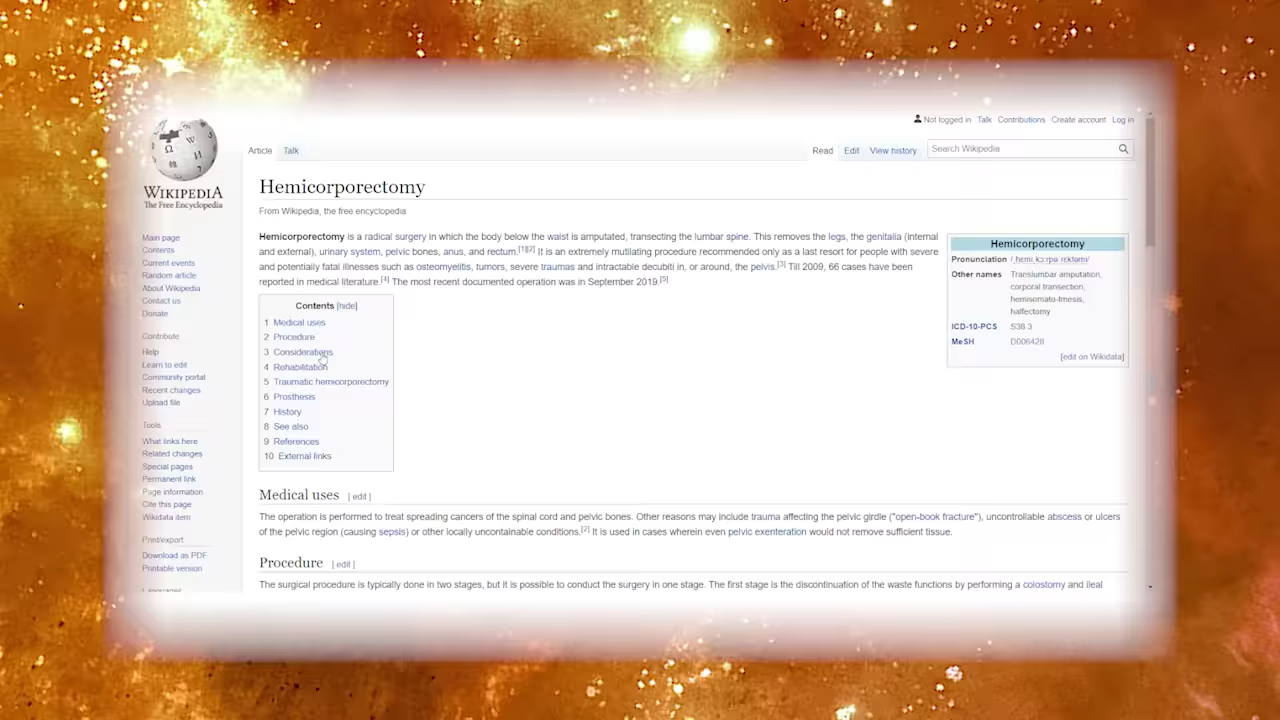 Not logged in Talk Contributions Create account Log in
Article Talk
Read Edit View history Search Wikipedia
WIKIPEDIA
The Free Encyclopedia
Main page
Contents
Current events
Random article
About Wikipedia
Contact us
Donate
Contribute
Help
Learn to edit
Community portal
Recent changes
Upload file
Tools
What links here
Related changes
Special pages
Permanent link
Page information
Cite this page
Wikidata item
Print/export
Download as PDF
Printable version
Hemicorporectomy
From Wikipedia, the free encyclopedia
Hemicorporectomy is a radical surgery in which the body below the waist is amputated, transecting the lumbar spine. This removes the legs, the genitalia (internal
and external), urinary system, pelvic bones, anus, and rectum.[1][2] It is an extremely mutilating procedure recommended only as a last resort for people with severe
and potentially fatal illnesses such as osteomyelitis, tumors, severe traumas and intractable decubiti in, or around, the pelvis.[3] Till 2009, 66 cases have been
reported in medical literature.[4] The most recent documented operation was in September 2019.[5]
Hemicorporectomy
Pronunciation
Other names Translumbar amputation,
corporal transection,
hemisomato-tmesis,
halfectomy
ICD-10-PCS S38.3
MeSH D006428
[edit on Wikidata]
Contents [hide]
1 Medical uses
2 Procedure
3 Considerations
4 Rehabilitation
5 Traumatic hemicorporectomy
6 Prosthesis
7 History
8 See also
9 References
10 External links
Medical uses [ edit ]
The operation is performed to treat spreading cancers of the spinal cord and pelvic bones. Other reasons may include trauma affecting the pelvic girdle ("open-book fracture"), uncontrollable abscess or ulcers
of the pelvic region (causing sepsis) or other locally uncontainable conditions.[2] It is used in cases wherein even pelvic exenteration would not remove sufficient tissue.
Procedure [ edit ]
The surgical procedure is typically done in two stages, but it is possible to conduct the surgery in one stage. The first stage is the discontinuation of the waste functions by performing a colostomy and ileal